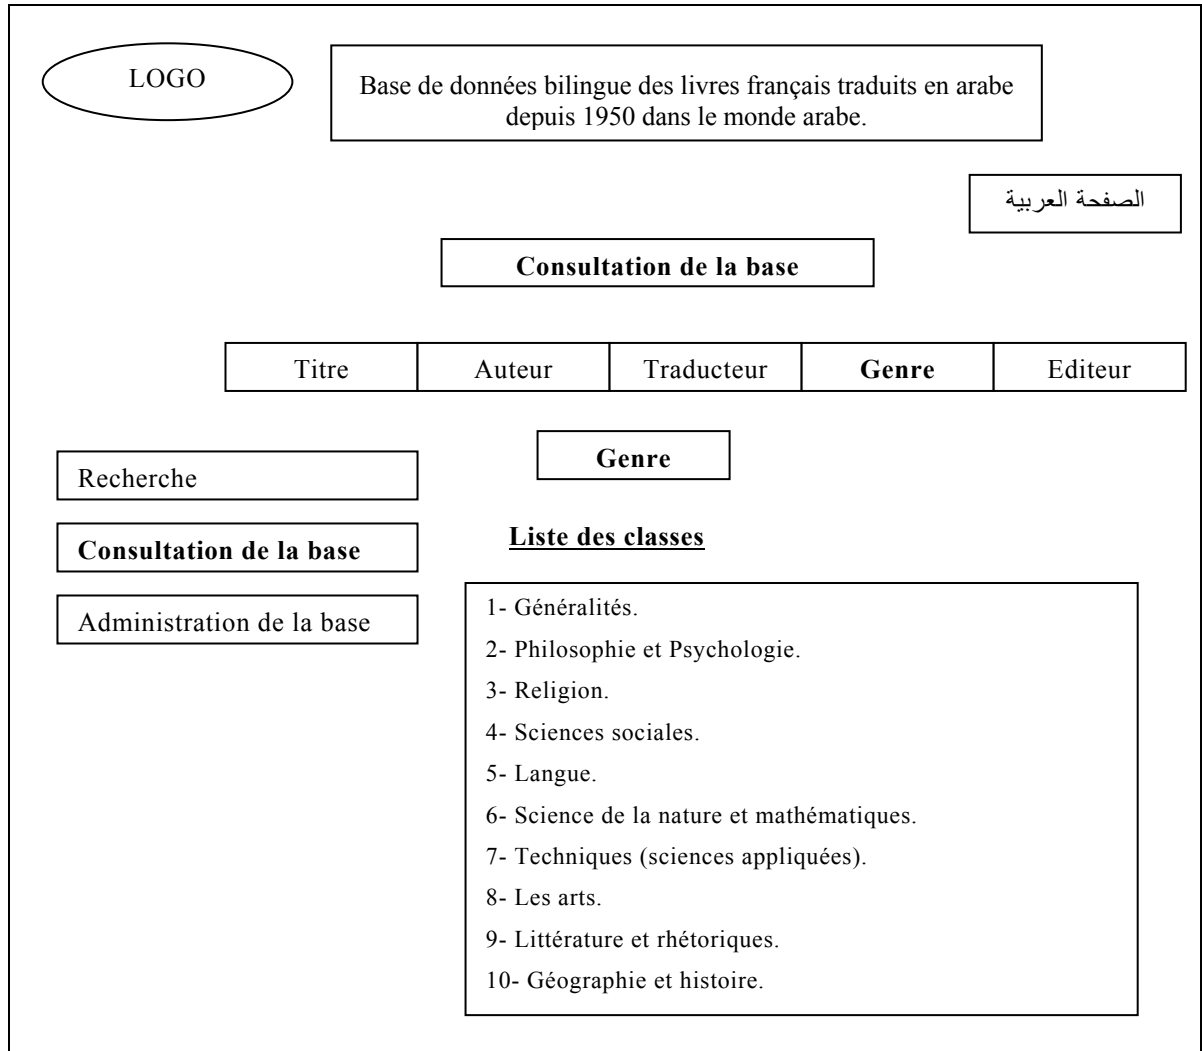 LOGO
Base de données bilingue des livres français traduits en arabe
depuis 1950 dans le monde arabe.
الصفحة العربية
Consultation de la base
Titre Auteur Traducteur Genre Editeur
Genre
Recherche
Consultation de la base
Administration de la base
Liste des classes
1- Généralités.
2- Philosophie et Psychologie.
3- Religion.
4- Sciences sociales.
5- Langue.
6- Science de la nature et mathématiques.
7- Techniques (sciences appliquées).
8- Les arts.
9- Littérature et rhétoriques.
10- Géographie et histoire.